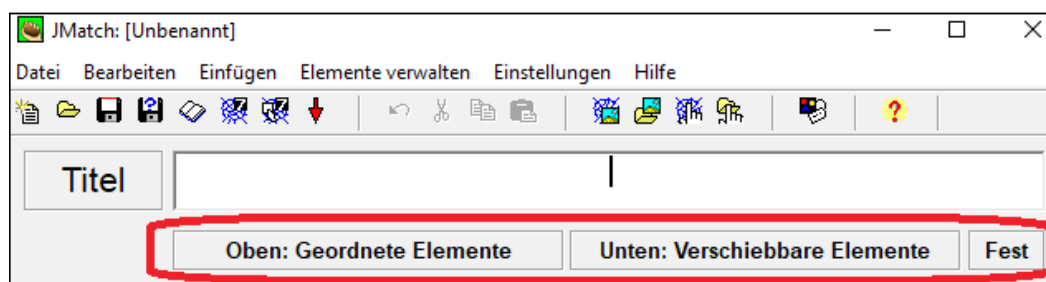 JMatch: [Unbenannt]
Datei Bearbeiten Einfügen Elemente verwalten Einstellungen Hilfe
Titel
Oben: Geordnete Elemente Unten: Verschiebbare Elemente Fest